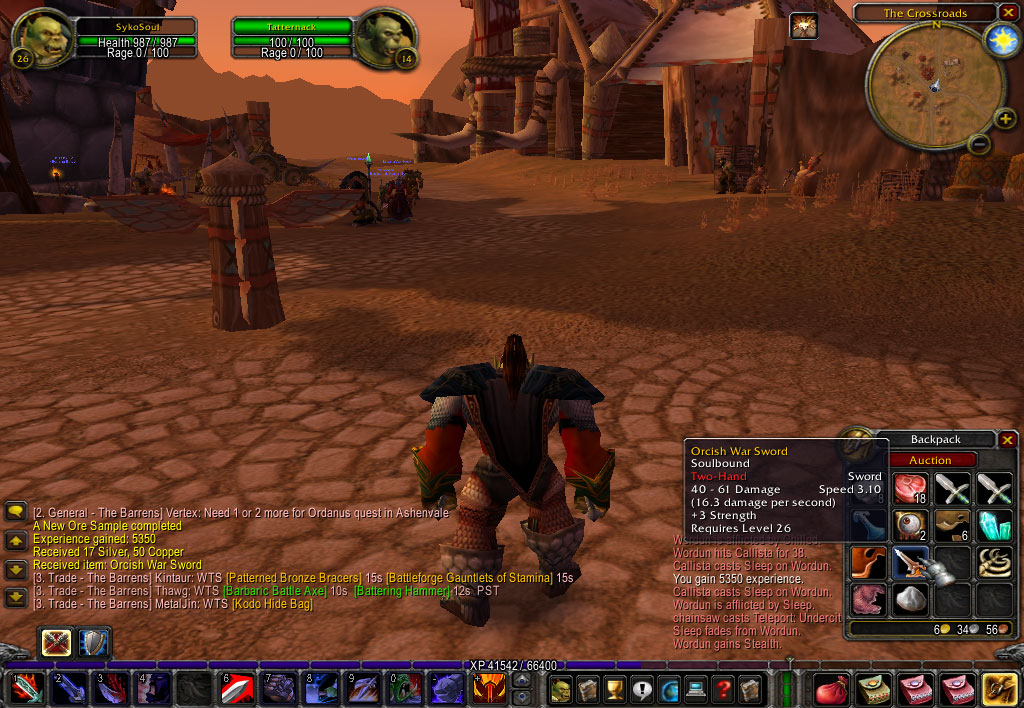 SykoSoul
Health 987 / 987
Rage 0 / 100
26
Tatternack
100 / 100
Rage 0 / 100
14
The Crossroads
N
Backpack
Auction
18
2
6
Orcish War Sword
Soulbound
Two-Hand Sword
40 - 61 Damage Speed 3.10
(16.3 damage per second)
+3 Strength
Requires Level 26
6 34 56
[2. General - The Barrens] Vertex: Need 1 or 2 more for Ordanus quest in Ashenvale
A New Ore Sample completed
Experience gained: 5350
Received 17 Silver, 50 Copper
Received item: Orcish War Sword
[3. Trade - The Barrens] Kintaur: WTS [Patterned Bronze Bracers] 15s [Battleforge Gauntlets of Stamina] 15s
[3. Trade - The Barrens] Thawg: WTS [Barbaric Battle Axe] 10s [Battering Hammer] 12s .PST
[3. Trade - The Barrens] MetalJin: WTS [Kodo Hide Bag]
Wordun hits Callista for 38.
Callista casts Sleep on Wordun.
You gain 5350 experience.
Callista casts Sleep on Wordun.
Wordun is afflicted by Sleep.
chainsaw casts Teleport: Undercit
Sleep fades from Wordun.
Wordun gains Stealth.
XP 41542 / 66400
1 2 3 4 6 7 8 9 0